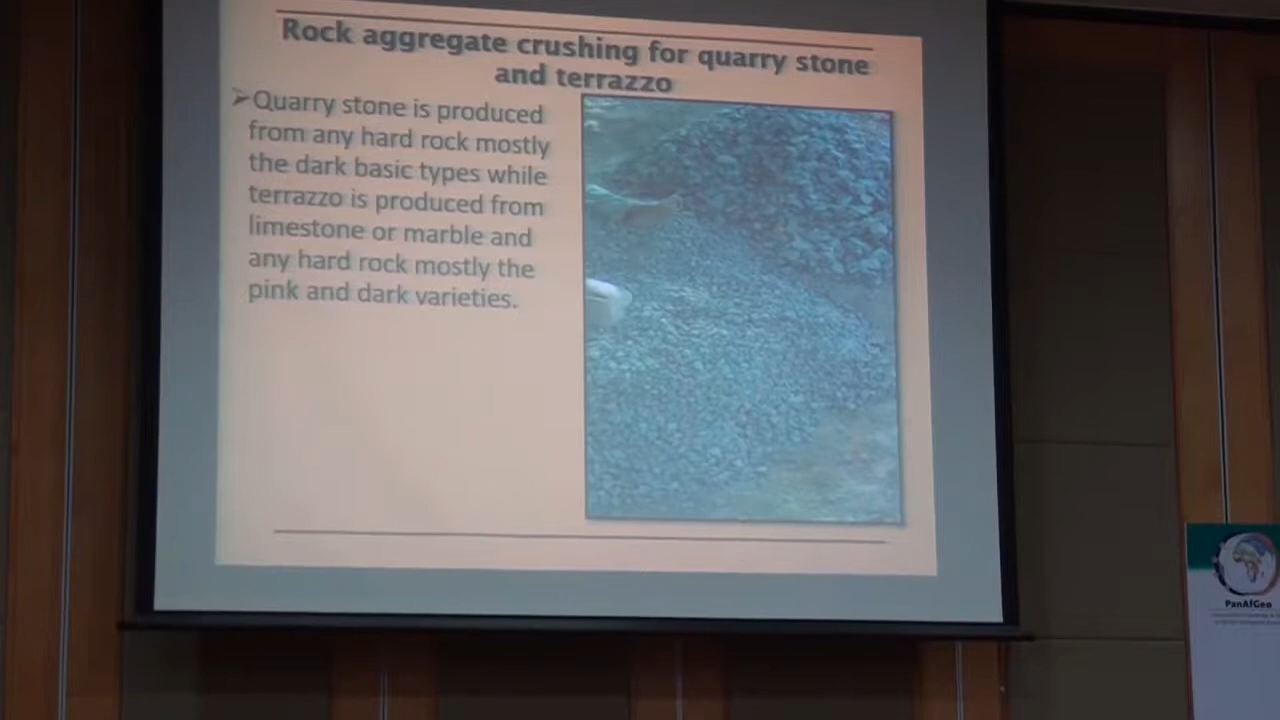 Rock aggregate crushing for quarry stone
and terrazzo
➢Quarry stone is produced
from any hard rock mostly
the dark basic types while
terrazzo is produced from
limestone or marble and
any hard rock mostly the
pink and dark varieties.
PanAfGeo